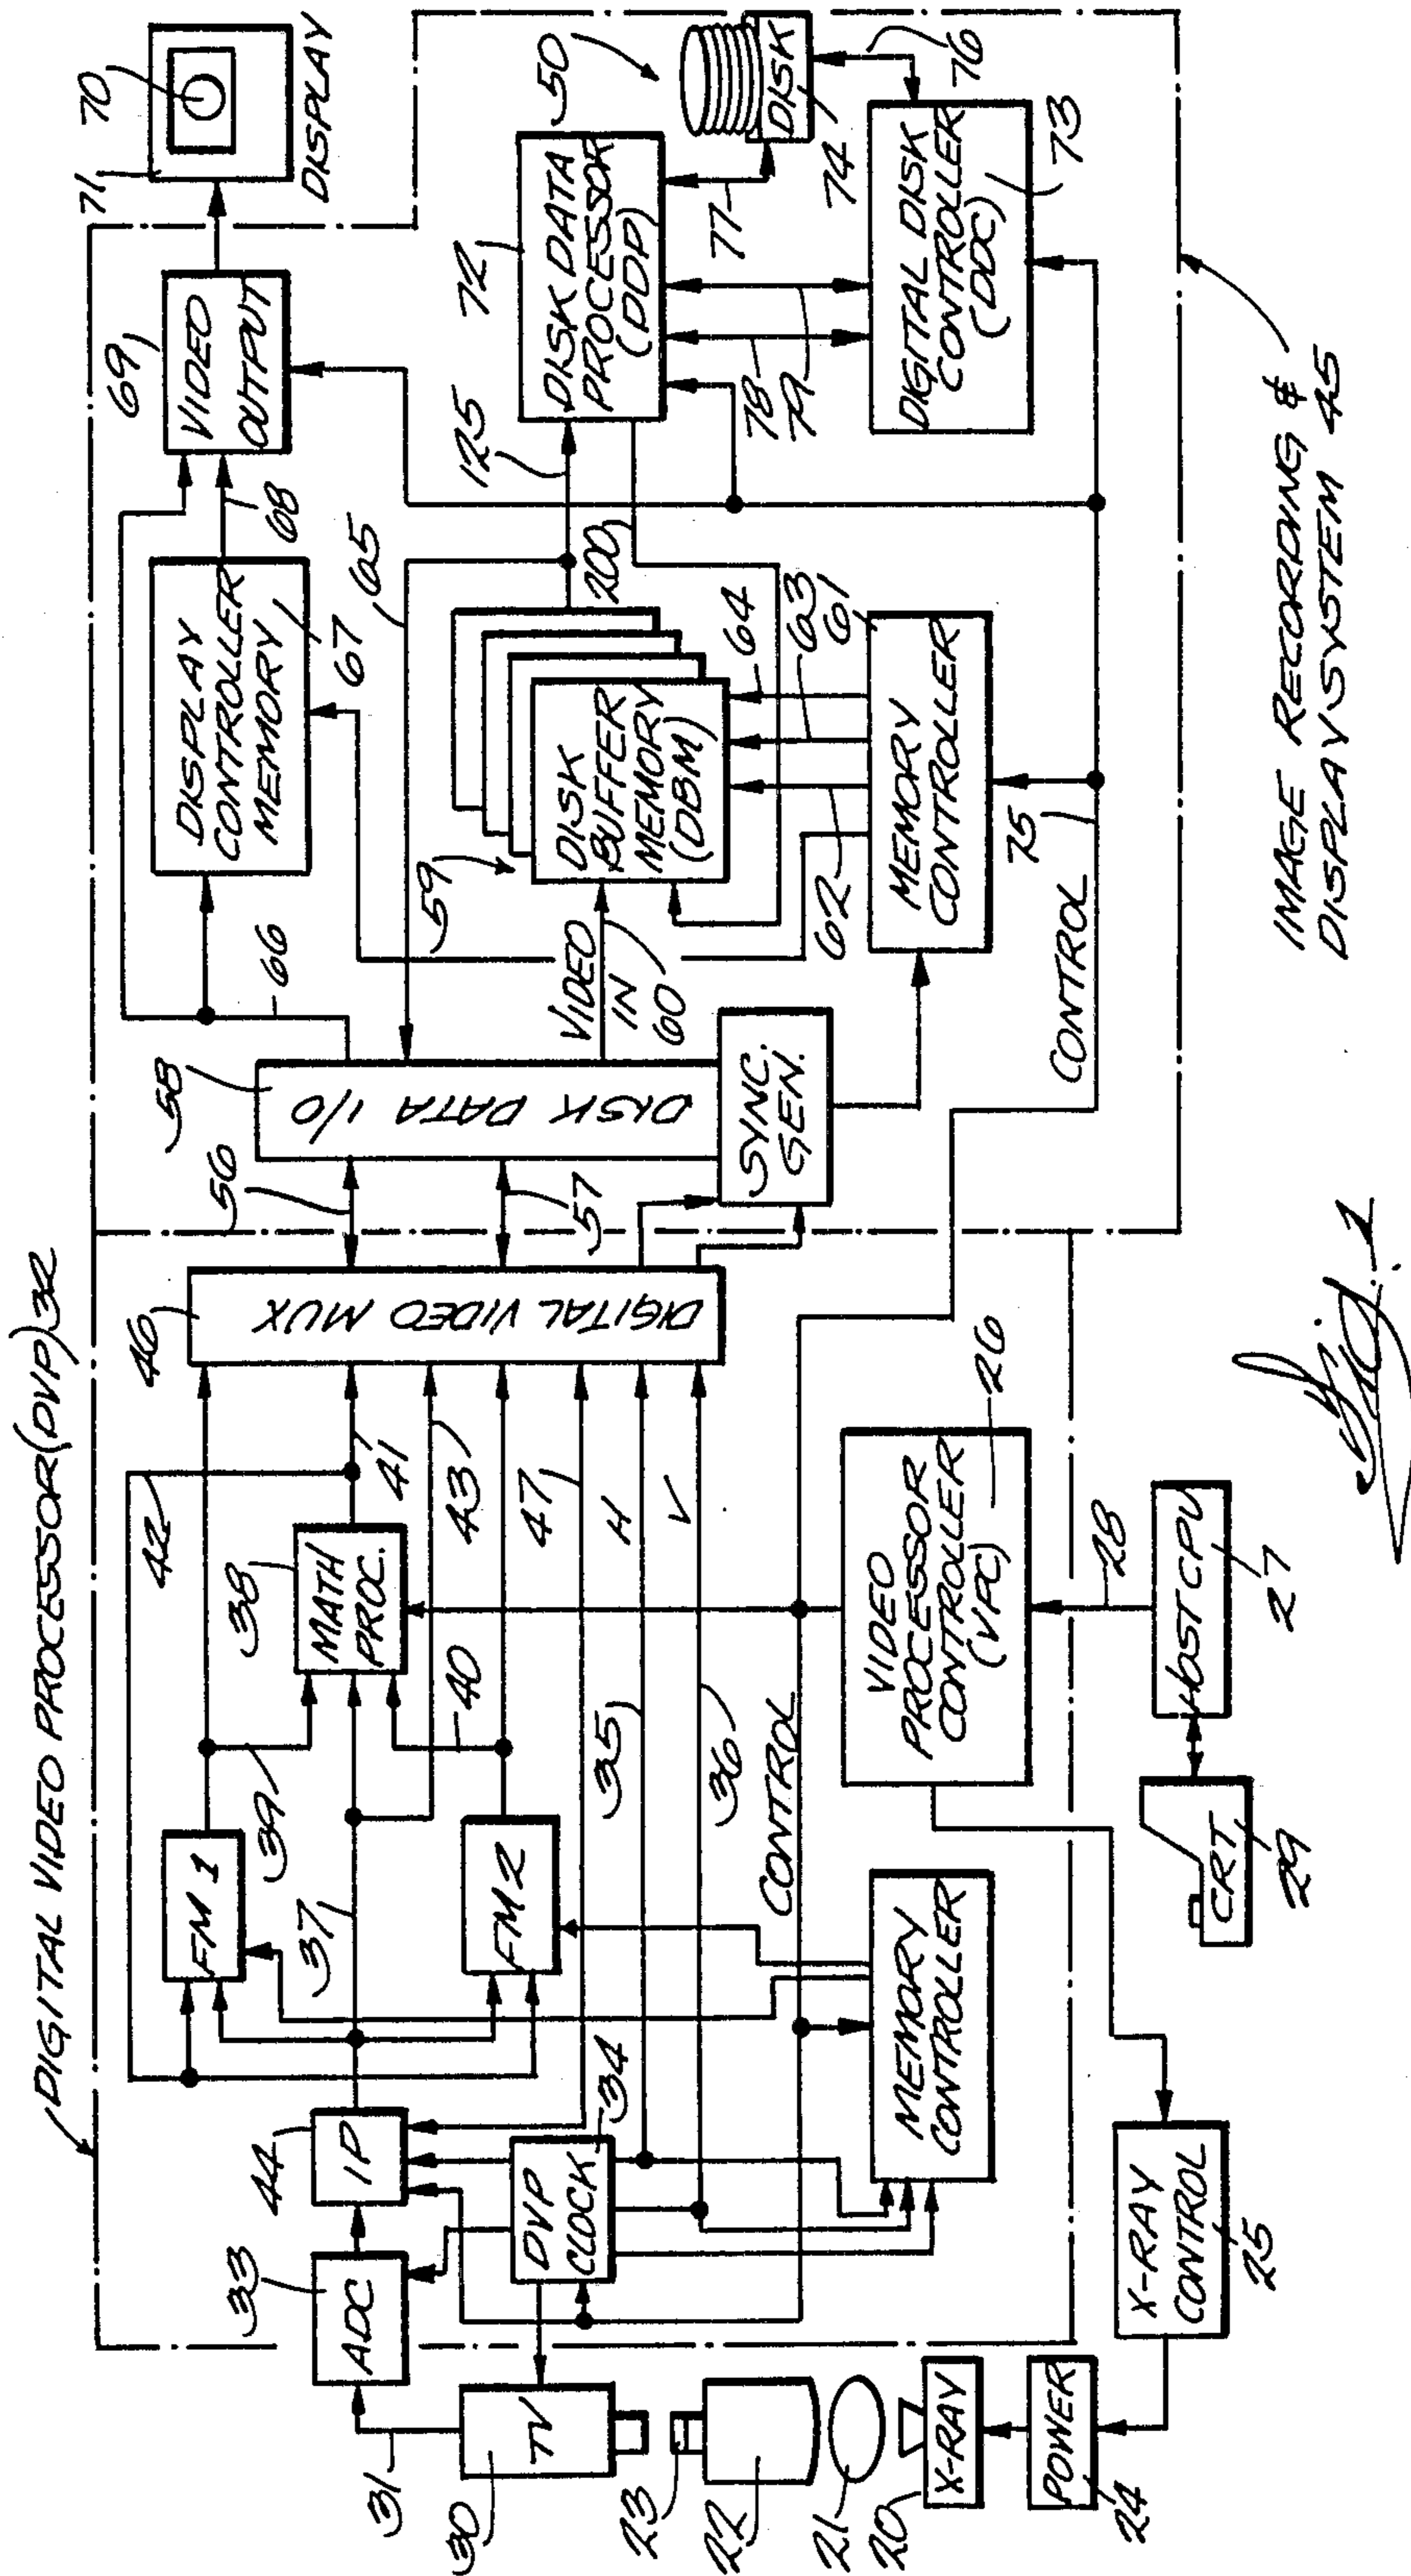 DIGITAL VIDEO PROCESSOR (DVP) 32
31
33
ADC
44
IP
42
FM 1
39
37
38
MATH
PROC.
41
46
DIGITAL VIDEO MUX
43
40
FM 2
47
35
H
36
V
34
DVP
CLOCK
CONTROL
MEMORY
CONTROLLER
VIDEO
PROCESSOR
CONTROLLER
(VPC)
26
28
HOST CPU
27
CRT
29
X-RAY
CONTROL
25
POWER
24
X-RAY
20
21
22
23
TV
30
56
57
58
DISK DATA I/O
SYNC.
GEN.
66
65
DISPLAY
CONTROLLER
MEMORY
67
68
69
VIDEO
OUTPUT
71
70
DISPLAY
59
VIDEO
IN
60
DISK
BUFFER
MEMORY
(DBM)
200
125
62
64
63
61
MEMORY
CONTROLLER
75
CONTROL
72
DISK DATA
PROCESSOR
(DDP)
50
77
78
79
DISK
74
76
DIGITAL DISK
CONTROLLER
(DDC)
73
IMAGE RECORDING &
DISPLAY SYSTEM 45
Fig. 1